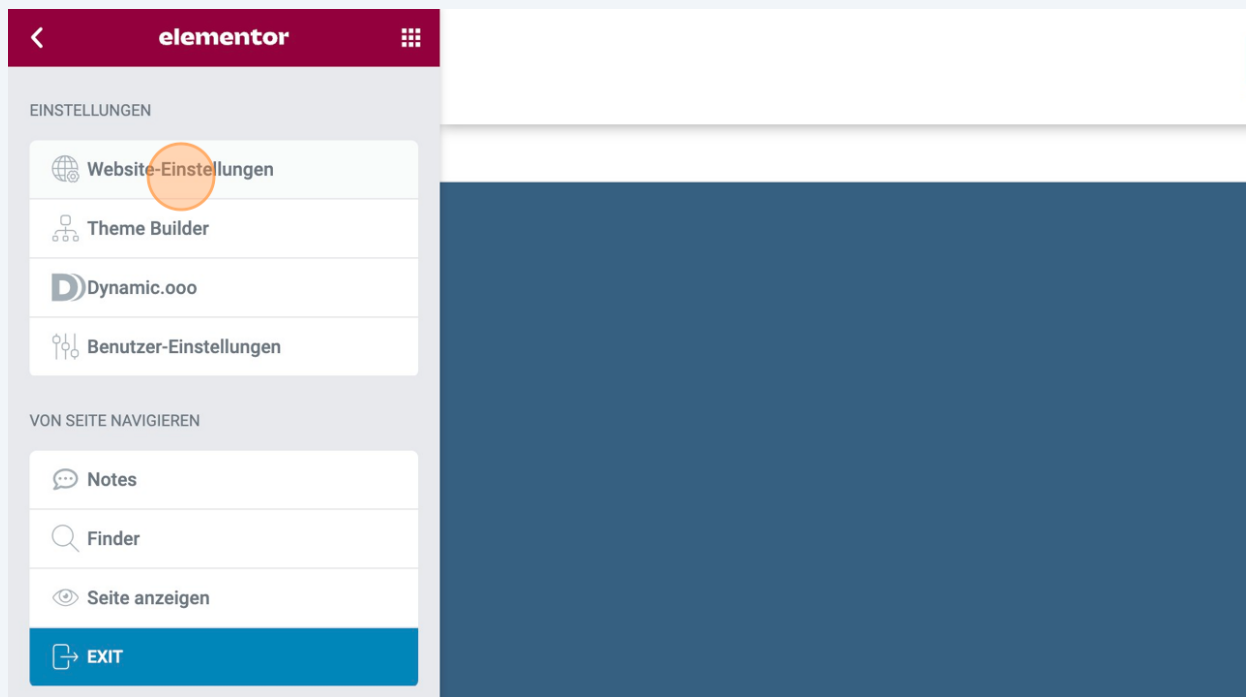 elementor
EINSTELLUNGEN
Website-Einstellungen
Theme Builder
Dynamic.ooo
Benutzer-Einstellungen
VON SEITE NAVIGIEREN
Notes
Finder
Seite anzeigen
EXIT